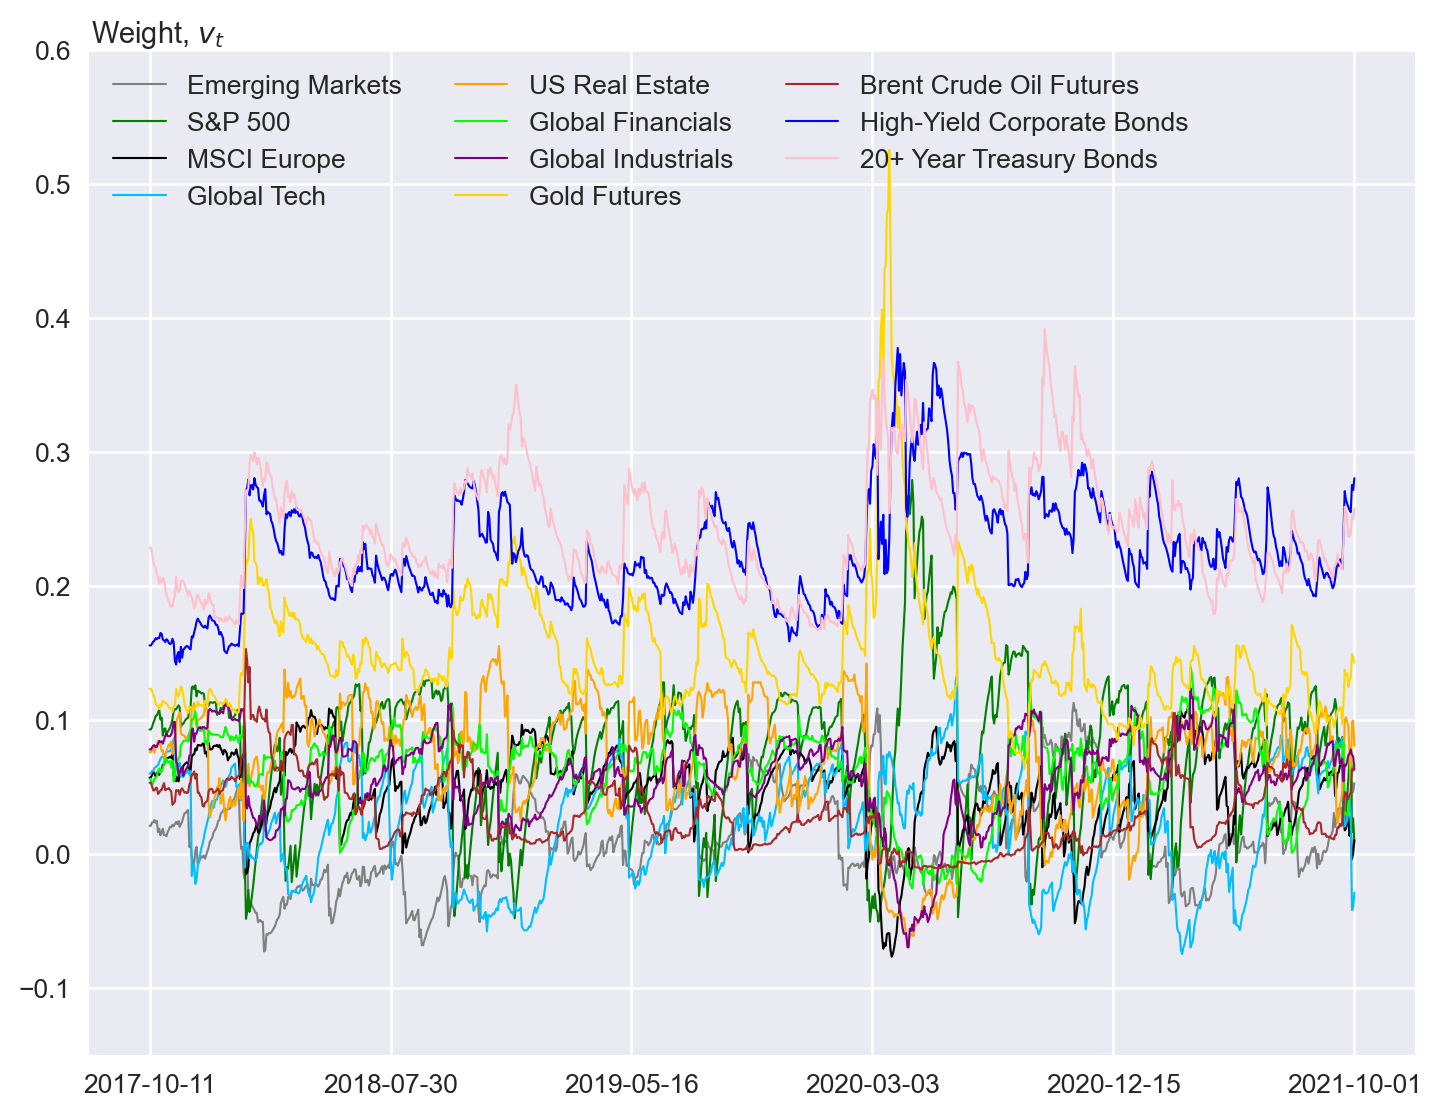 Weight, vt
0.6
Emerging Markets
S&P 500
MSCI Europe
Global Tech
US Real Estate
Global Financials
Global Industrials
Gold Futures
Brent Crude Oil Futures
High-Yield Corporate Bonds
20+ Year Treasury Bonds
0.5
0.4
0.3
0.2
0.1
0.0
−0.1
2017-10-11
2018-07-30
2019-05-16
2020-03-03
2020-12-15
2021-10-01